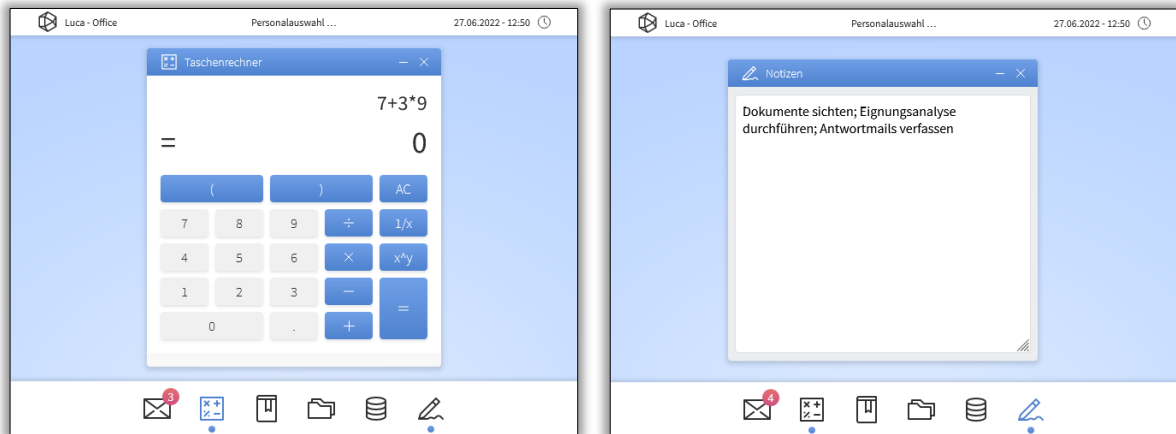 Luca - Office
Personalauswahl ...
27.06.2022 - 12:50
Taschenrechner
7+3*9
= 0
( ) AC
7 8 9 ÷ 1/x
4 5 6 × x^y
1 2 3 −
=
0 . +
3
Luca - Office
Personalauswahl ...
27.06.2022 - 12:50
Notizen
Dokumente sichten; Eignungsanalyse
durchführen; Antwortmails verfassen
4